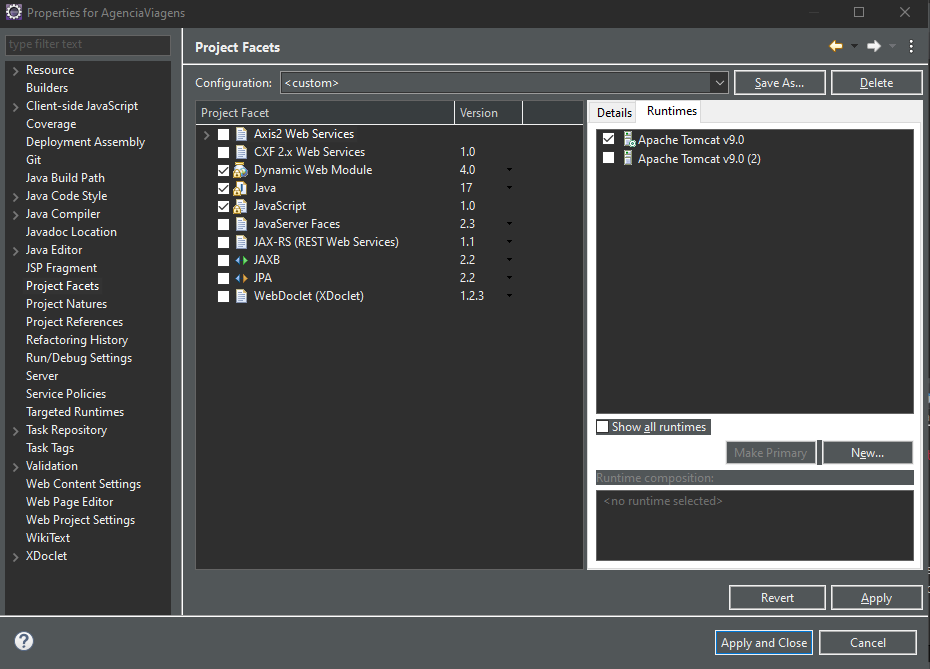 Properties for AgenciaViagens
type filter text
Resource
Builders
Client-side JavaScript
Coverage
Deployment Assembly
Git
Java Build Path
Java Code Style
Java Compiler
Javadoc Location
Java Editor
JSP Fragment
Project Facets
Project Natures
Project References
Refactoring History
Run/Debug Settings
Server
Service Policies
Targeted Runtimes
Task Repository
Task Tags
Validation
Web Content Settings
Web Page Editor
Web Project Settings
WikiText
XDoclet
Project Facets
Configuration: <custom> Save As... Delete
Project Facet Version
Axis2 Web Services
CXF 2.x Web Services 1.0
Dynamic Web Module 4.0
Java 17
JavaScript 1.0
JavaServer Faces 2.3
JAX-RS (REST Web Services) 1.1
JAXB 2.2
JPA 2.2
WebDoclet (XDoclet) 1.2.3
Details Runtimes
Apache Tomcat v9.0
Apache Tomcat v9.0 (2)
Show all runtimes
Make Primary New...
Runtime composition:
<no runtime selected>
Revert Apply
? Apply and Close Cancel